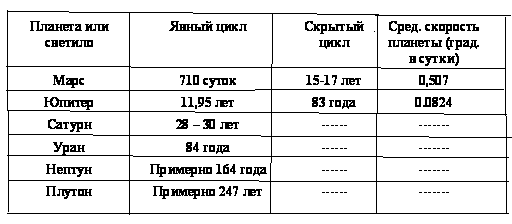 Планета или светило | Явный цикл | Скрытый цикл | Сред. скорость планеты (град. в сутки)
Марс | 710 суток | 15-17 лет | 0,507
Юпитер | 11,95 лет | 83 года | 0.0824
Сатурн | 28 – 30 лет | ------ | -------
Уран | 84 года | ------ | -------
Нептун | Примерно 164 года | ------ | -------
Плутон | Примерно 247 лет | ------ | -------